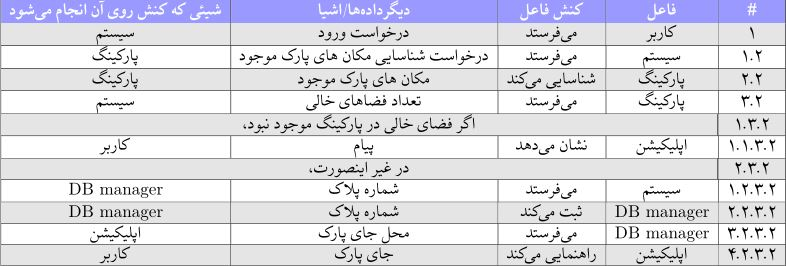 # فاعل کنش فاعل دیگرداده‌ها/اشیا شیئی که کنش روی آن انجام می‌شود
۱ کاربر می‌فرستد درخواست ورود سیستم
۱.۲ سیستم می‌فرستد درخواست شناسایی مکان های پارک موجود پارکینگ
۲.۲ پارکینگ شناسایی می‌کند مکان های پارک موجود پارکینگ
۳.۲ پارکینگ می‌فرستد تعداد فضاهای خالی سیستم
۱.۳.۲ اگر فضای خالی در پارکینگ موجود نبود،
۱.۱.۳.۲ اپلیکیشن نشان می‌دهد پیام کاربر
۲.۳.۲ در غیر اینصورت،
۱.۲.۳.۲ سیستم می‌فرستد شماره پلاک DB manager
۲.۲.۳.۲ DB manager ثبت می‌کند شماره پلاک DB manager
۳.۲.۳.۲ DB manager می‌فرستد محل جای پارک اپلیکیشن
۴.۲.۳.۲ اپلیکیشن راهنمایی می‌کند جای پارک کاربر